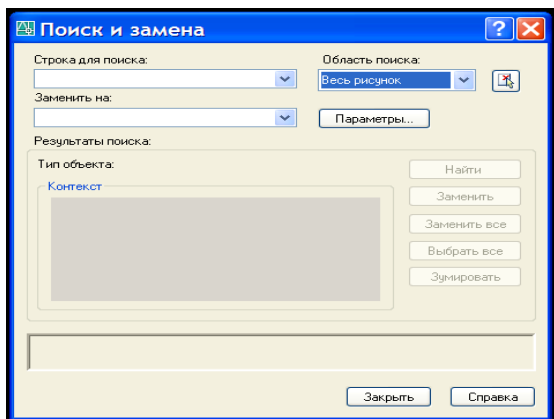 Поиск и замена
Строка для поиска:
Область поиска:
Весь рисунок
Заменить на:
Параметры...
Результаты поиска:
Тип объекта:
Найти
Контекст
Заменить
Заменить все
Выбрать все
Зумировать
Закрыть
Справка